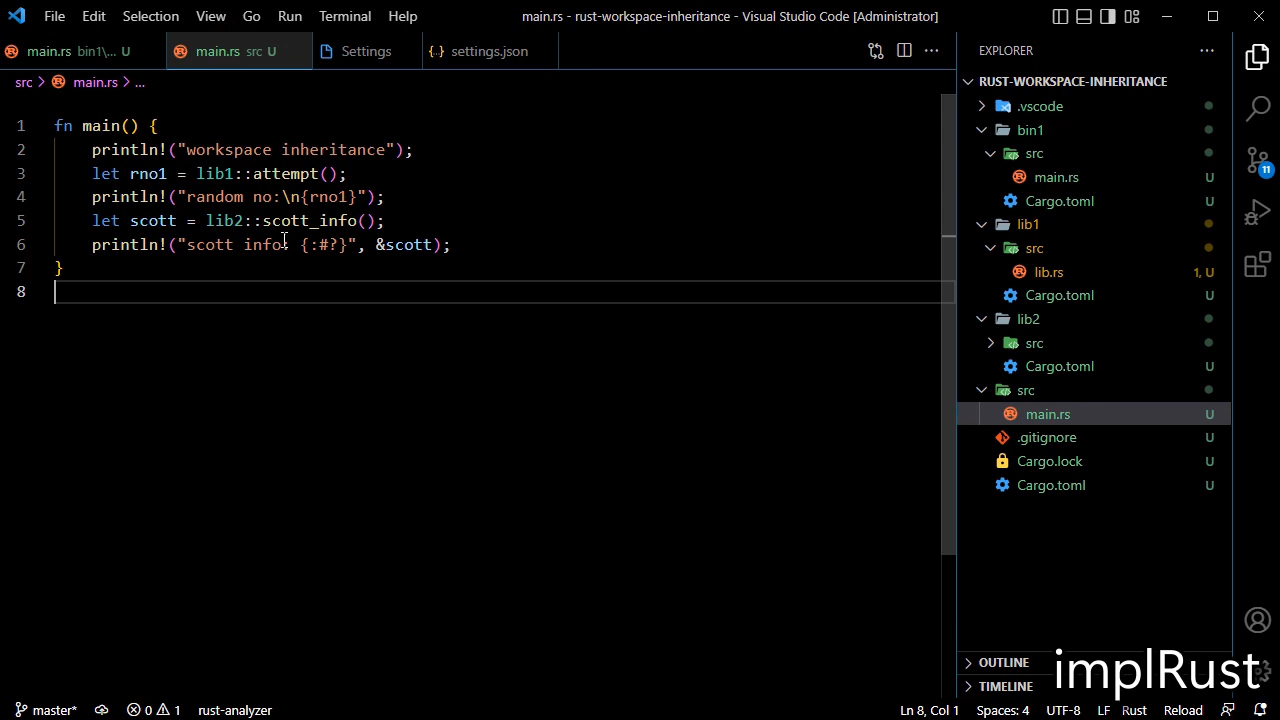 File Edit Selection View Go Run Terminal Help main.rs - rust-workspace-inheritance - Visual Studio Code [Administrator]
main.rs bin1\... U main.rs src U Settings settings.json
src > main.rs > ...
1 fn main() {
2 println!("workspace inheritance");
3 let rno1 = lib1::attempt();
4 println!("random no:\n{rno1}");
5 let scott = lib2::scott_info();
6 println!("scott info: {:#?}", &scott);
7 }
8
EXPLORER
RUST-WORKSPACE-INHERITANCE
.vscode
bin1
src
main.rs U
Cargo.toml U
lib1
src
lib.rs 1, U
Cargo.toml U
lib2
src
Cargo.toml U
src
main.rs U
.gitignore U
Cargo.lock U
Cargo.toml U
OUTLINE
TIMELINE
11
implRust
master* 0 1 rust-analyzer Ln 8, Col 1 Spaces: 4 UTF-8 LF Rust Reload